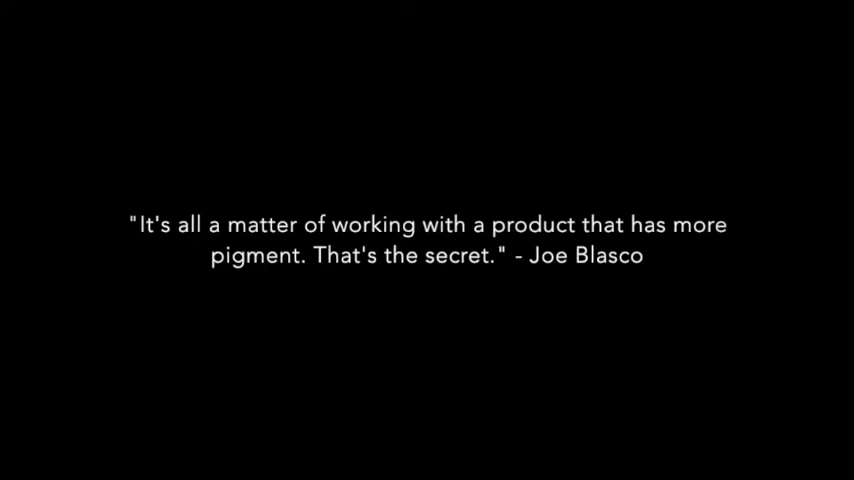 "It's all a matter of working with a product that has more
pigment. That's the secret." - Joe Blasco